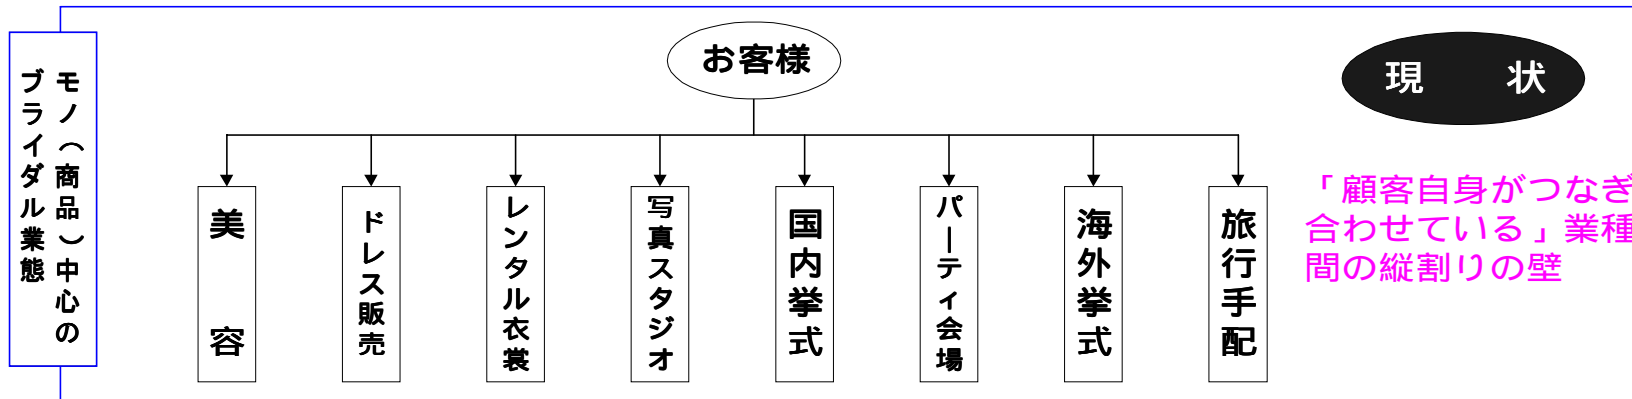 モノ（商品）中心の
ブライダル業態
お客様
現　状
美　容
ドレス販売
レンタル衣裳
写真スタジオ
国内挙式
パーティ会場
海外挙式
旅行手配
「顧客自身がつなぎ
合わせている」業種
間の縦割りの壁